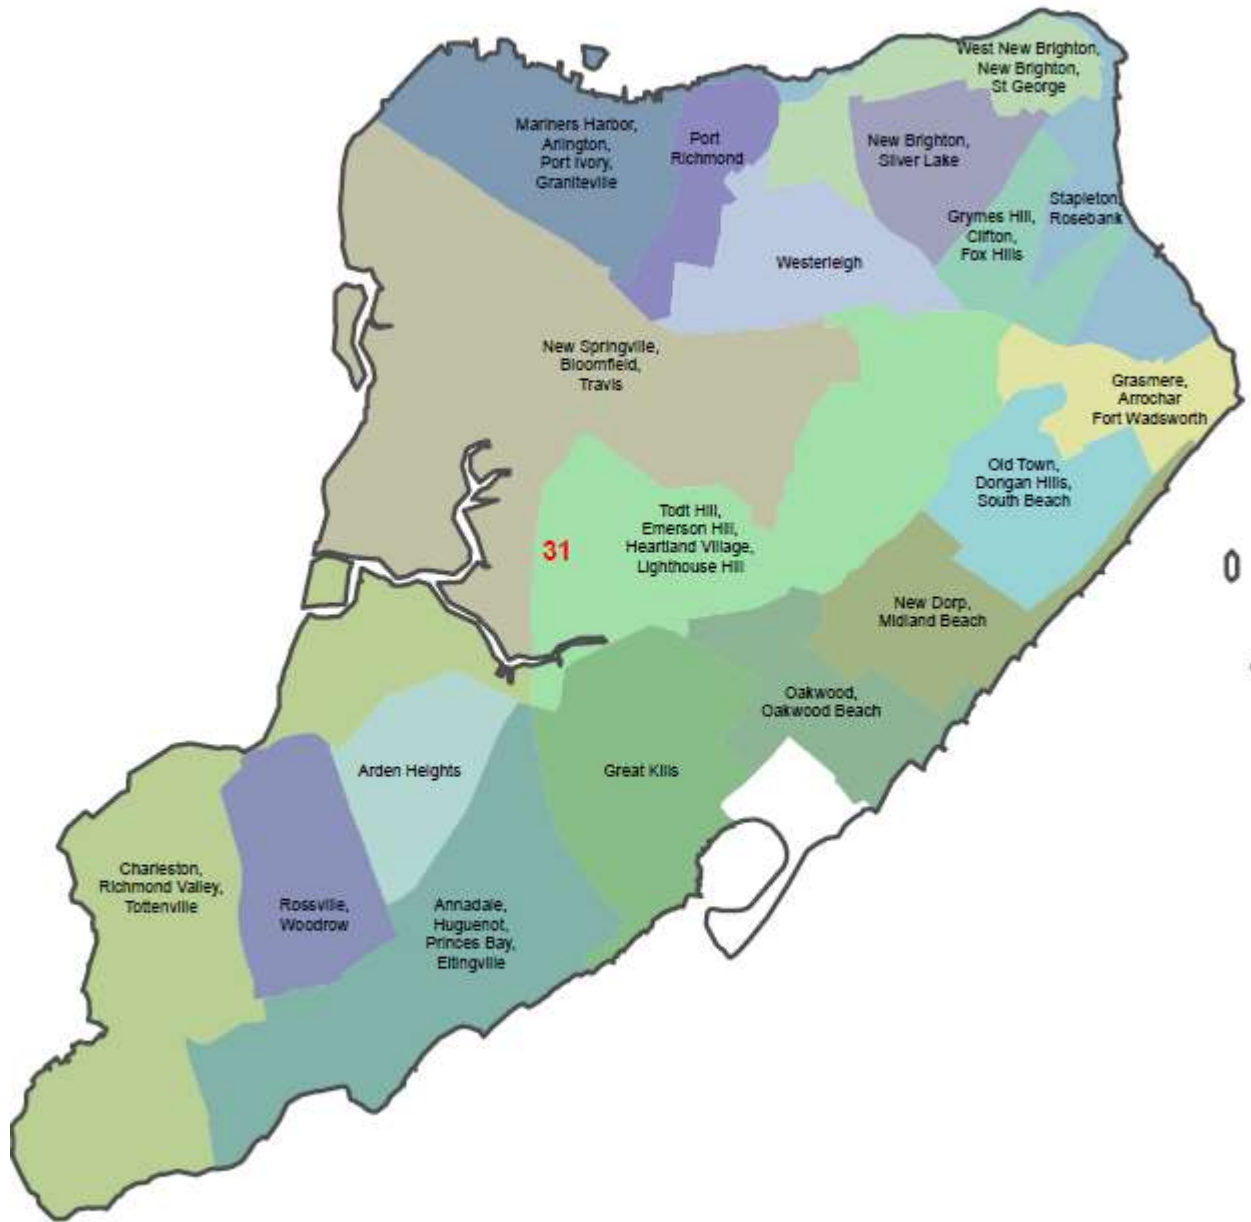 West New Brighton,
New Brighton,
St George
Mariners Harbor,
Arlington,
Port Ivory,
Graniteville
Port
Richmond
New Brighton,
Silver Lake
Stapleton,
Rosebank
Grymes Hill,
Clifton,
Fox Hills
Westerleigh
New Springville,
Bloomfield,
Travis
Grasmere,
Arrochar
Fort Wadsworth
Old Town,
Dongan Hills,
South Beach
Todt Hill,
Emerson Hill,
Heartland Village,
Lighthouse Hill
31
New Dorp,
Midland Beach
Oakwood,
Oakwood Beach
Arden Heights
Great Kills
Charleston,
Richmond Valley,
Tottenville
Rossville,
Woodrow
Annadale,
Huguenot,
Princes Bay,
Eltingville